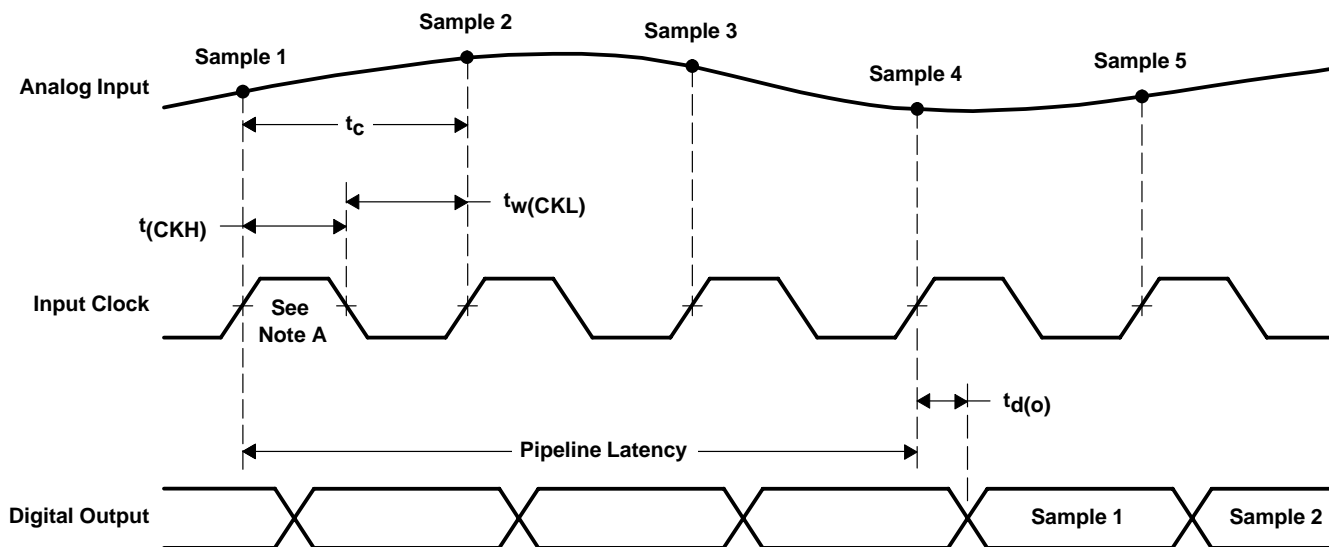 Sample 1
Sample 2
Sample 3
Sample 4
Sample 5
Analog Input
tc
tw(CKL)
t(CKH)
Input Clock
See
Note A
td(o)
Pipeline Latency
Digital Output
Sample 1
Sample 2